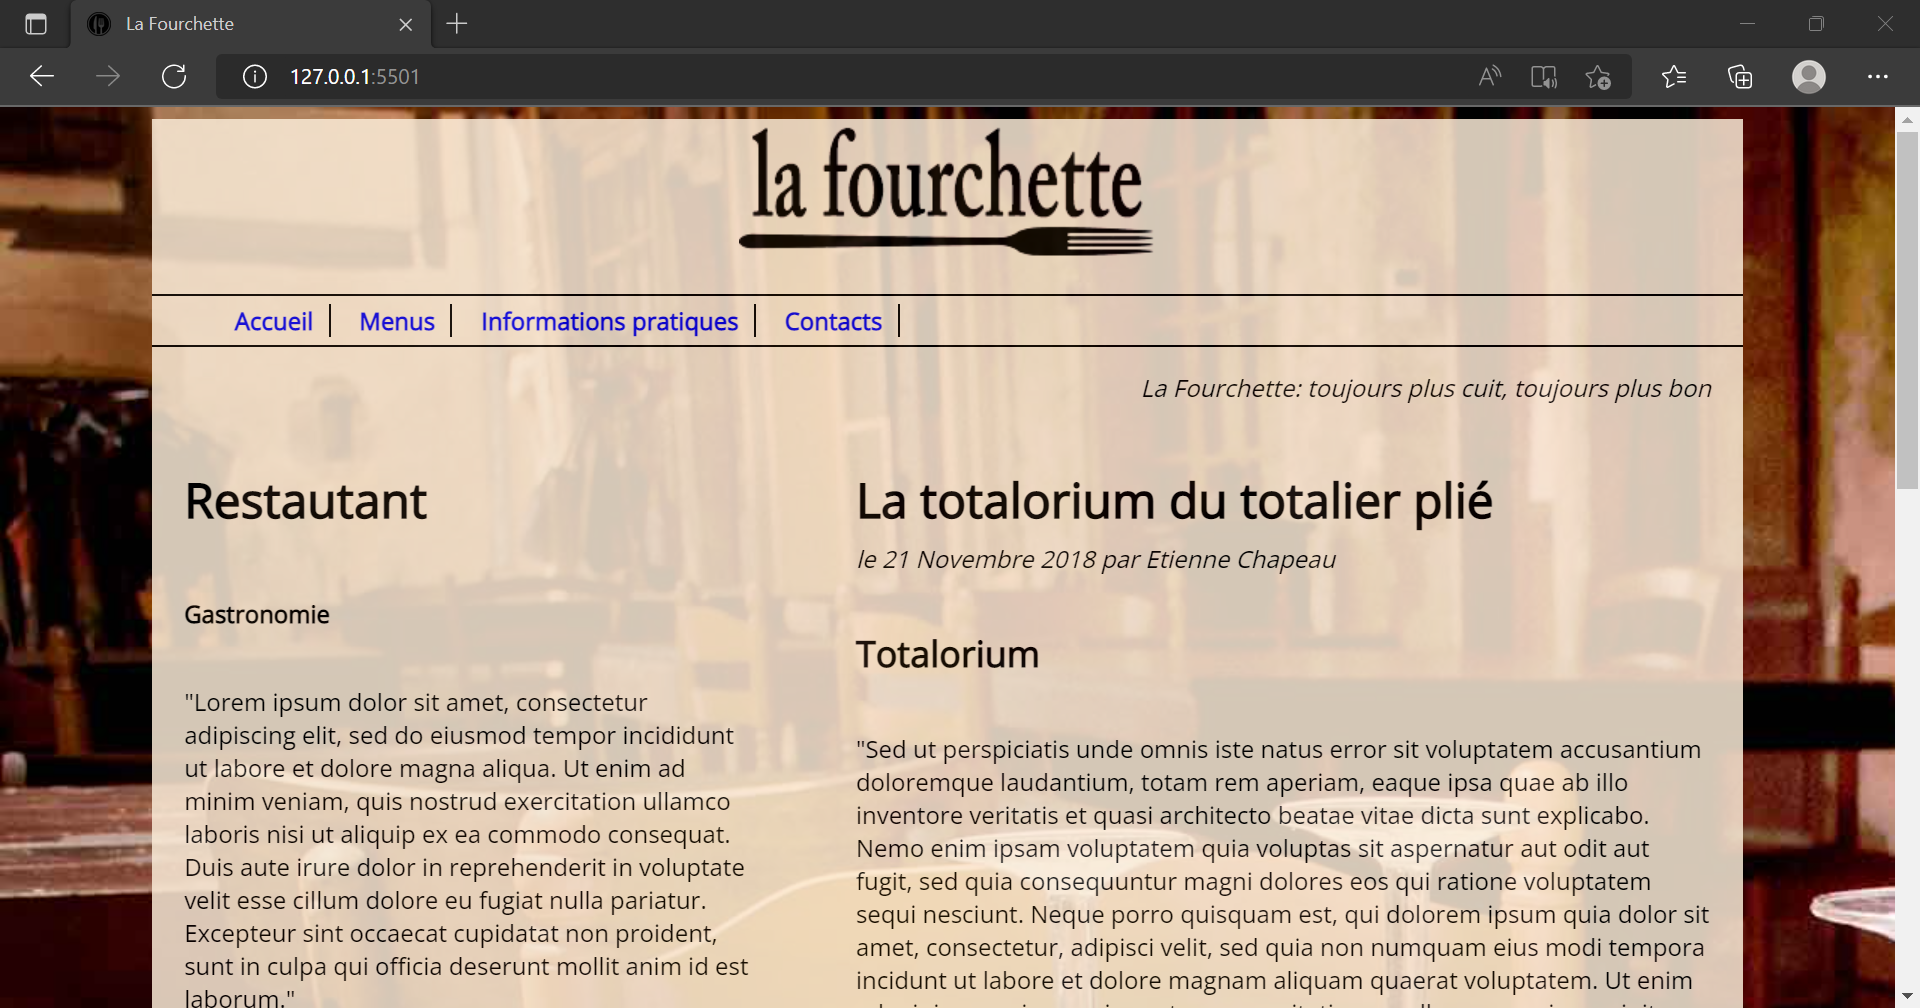 La Fourchette
127.0.0.1:5501
la fourchette
Accueil
Menus
Informations pratiques
Contacts
La Fourchette: toujours plus cuit, toujours plus bon
Restautant
Gastronomie
"Lorem ipsum dolor sit amet, consectetur
adipiscing elit, sed do eiusmod tempor incididunt
ut labore et dolore magna aliqua. Ut enim ad
minim veniam, quis nostrud exercitation ullamco
laboris nisi ut aliquip ex ea commodo consequat.
Duis aute irure dolor in reprehenderit in voluptate
velit esse cillum dolore eu fugiat nulla pariatur.
Excepteur sint occaecat cupidatat non proident,
sunt in culpa qui officia deserunt mollit anim id est
laborum."
La totalorium du totalier plié
le 21 Novembre 2018 par Etienne Chapeau
Totalorium
"Sed ut perspiciatis unde omnis iste natus error sit voluptatem accusantium
doloremque laudantium, totam rem aperiam, eaque ipsa quae ab illo
inventore veritatis et quasi architecto beatae vitae dicta sunt explicabo.
Nemo enim ipsam voluptatem quia voluptas sit aspernatur aut odit aut
fugit, sed quia consequuntur magni dolores eos qui ratione voluptatem
sequi nesciunt. Neque porro quisquam est, qui dolorem ipsum quia dolor sit
amet, consectetur, adipisci velit, sed quia non numquam eius modi tempora
incidunt ut labore et dolore magnam aliquam quaerat voluptatem. Ut enim